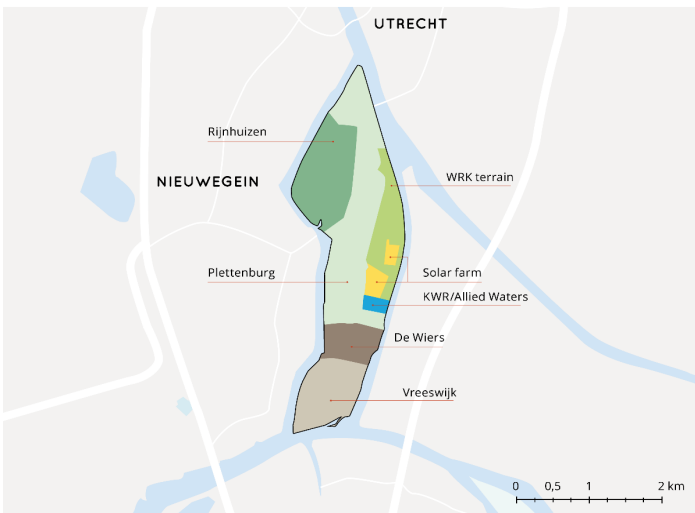 UTRECHT
Rijnhuizen
NIEUWEGEIN
WRK terrain
Plettenburg
Solar farm
KWR/Allied Waters
De Wiers
Vreeswijk
0 0,5 1 2 km